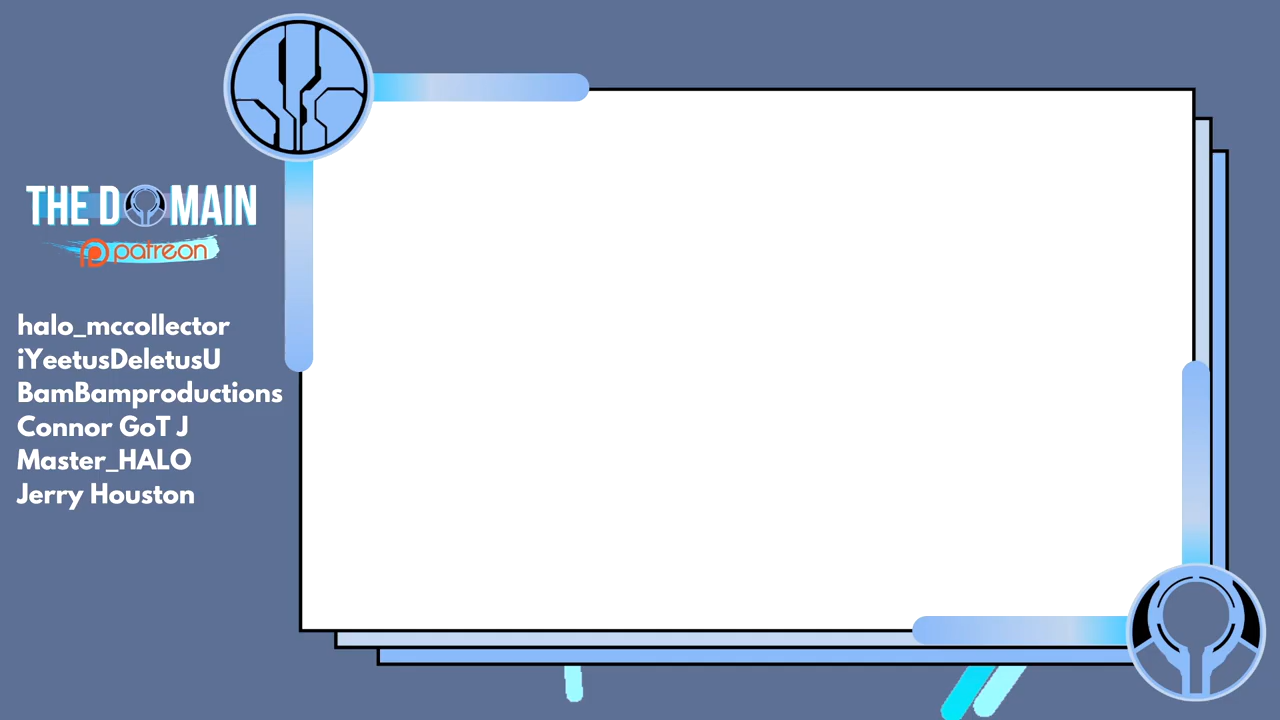 THE DOMAIN
patreon
halo_mccollector
iYeetusDeletusU
BamBamproductions
Connor GoT J
Master_HALO
Jerry Houston